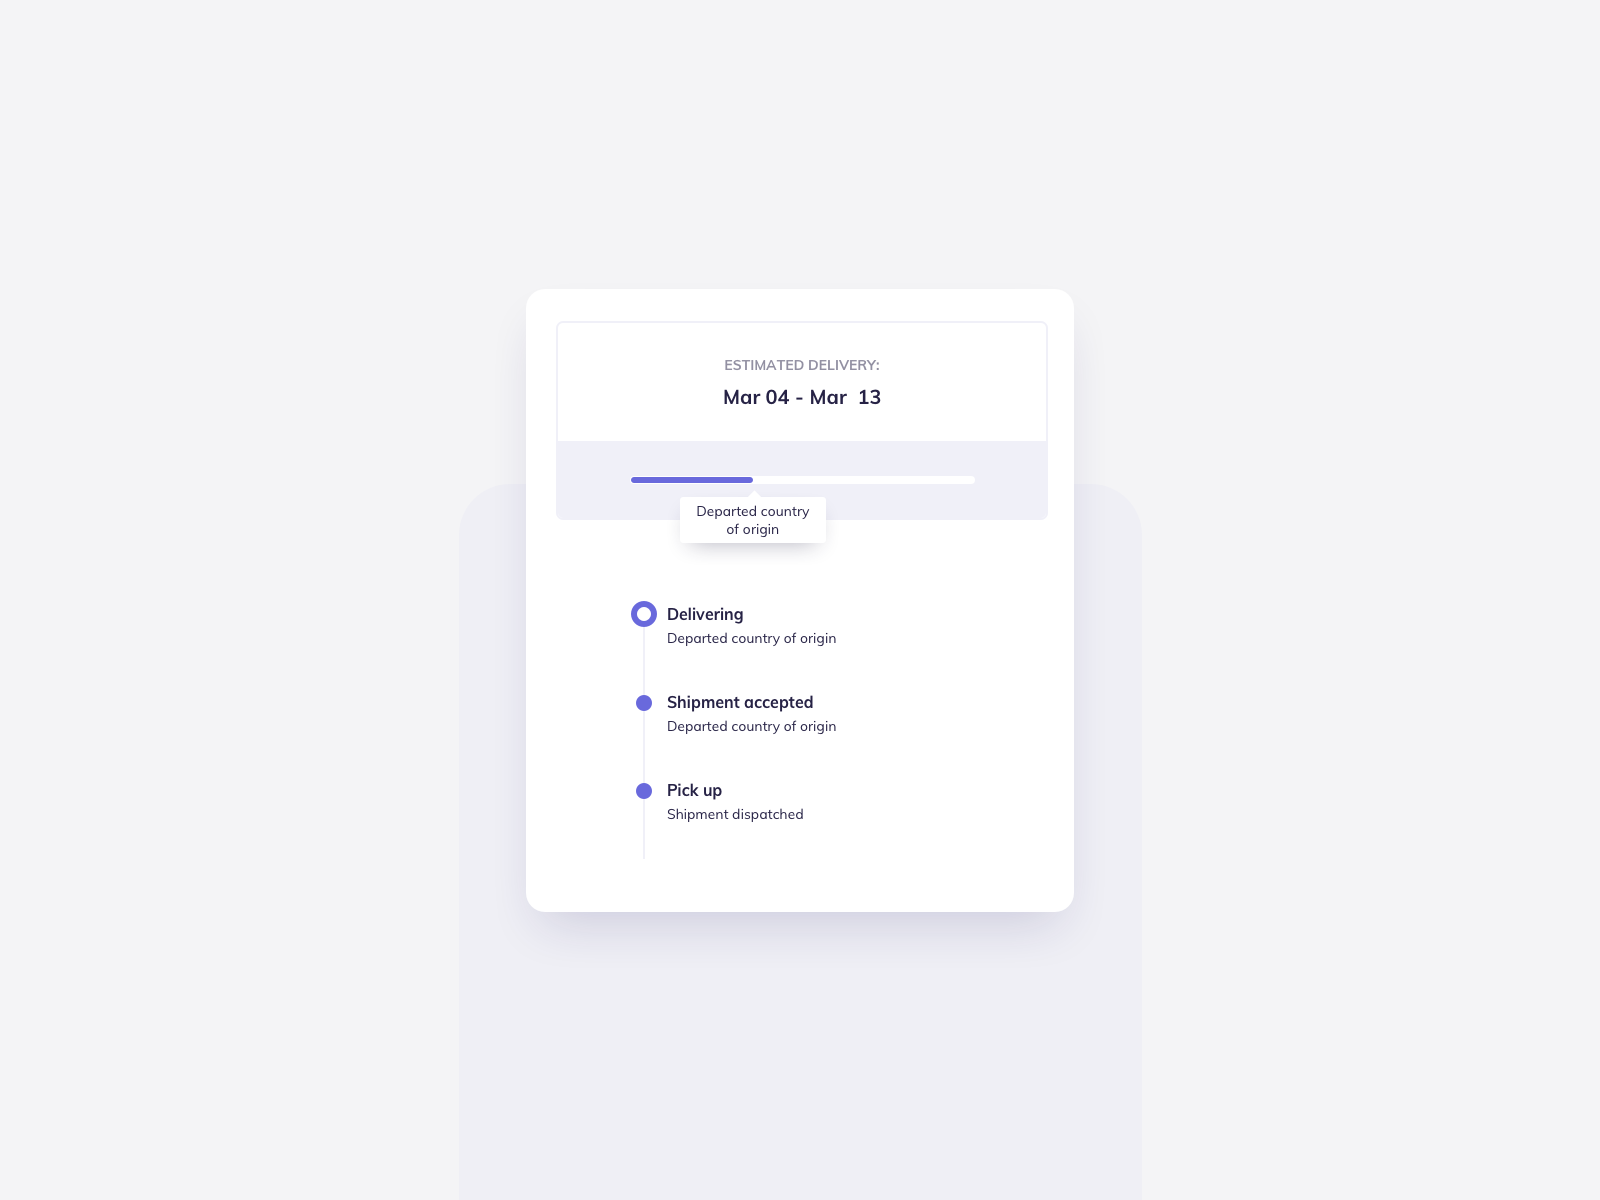 ESTIMATED DELIVERY:
Mar 04 - Mar  13
Departed country
of origin
Delivering
Departed country of origin
Shipment accepted
Departed country of origin
Pick up
Shipment dispatched